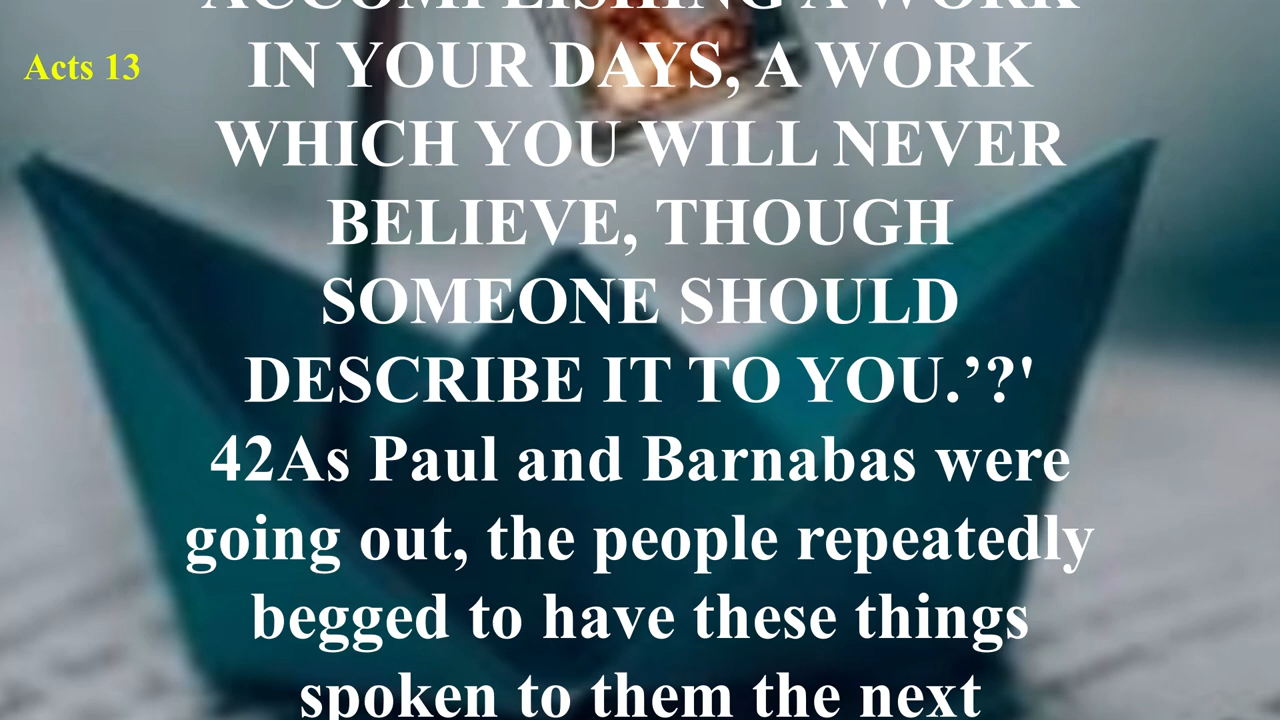 ACCOMPLISHING A WORK
Acts 13
IN YOUR DAYS, A WORK
WHICH YOU WILL NEVER
BELIEVE, THOUGH
SOMEONE SHOULD
DESCRIBE IT TO YOU.’?'
42As Paul and Barnabas were
going out, the people repeatedly
begged to have these things
spoken to them the next